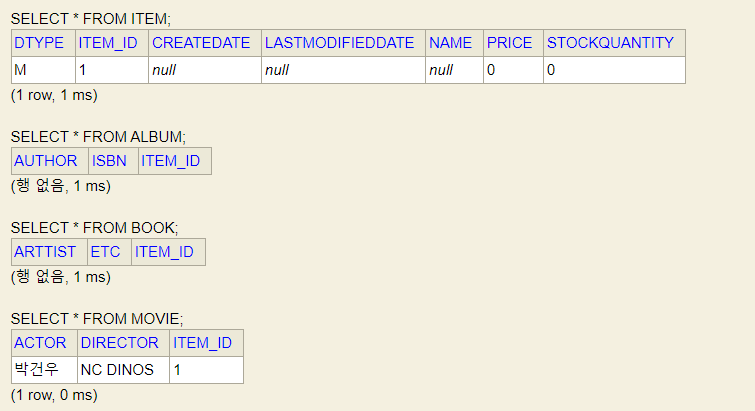 SELECT * FROM ITEM;
DTYPE ITEM_ID CREATEDATE LASTMODIFIEDDATE NAME PRICE STOCKQUANTITY
M 1 null null null 0 0
(1 row, 1 ms)
SELECT * FROM ALBUM;
AUTHOR ISBN ITEM_ID
(행 없음, 1 ms)
SELECT * FROM BOOK;
ARTTIST ETC ITEM_ID
(행 없음, 1 ms)
SELECT * FROM MOVIE;
ACTOR DIRECTOR ITEM_ID
박건우 NC DINOS 1
(1 row, 0 ms)